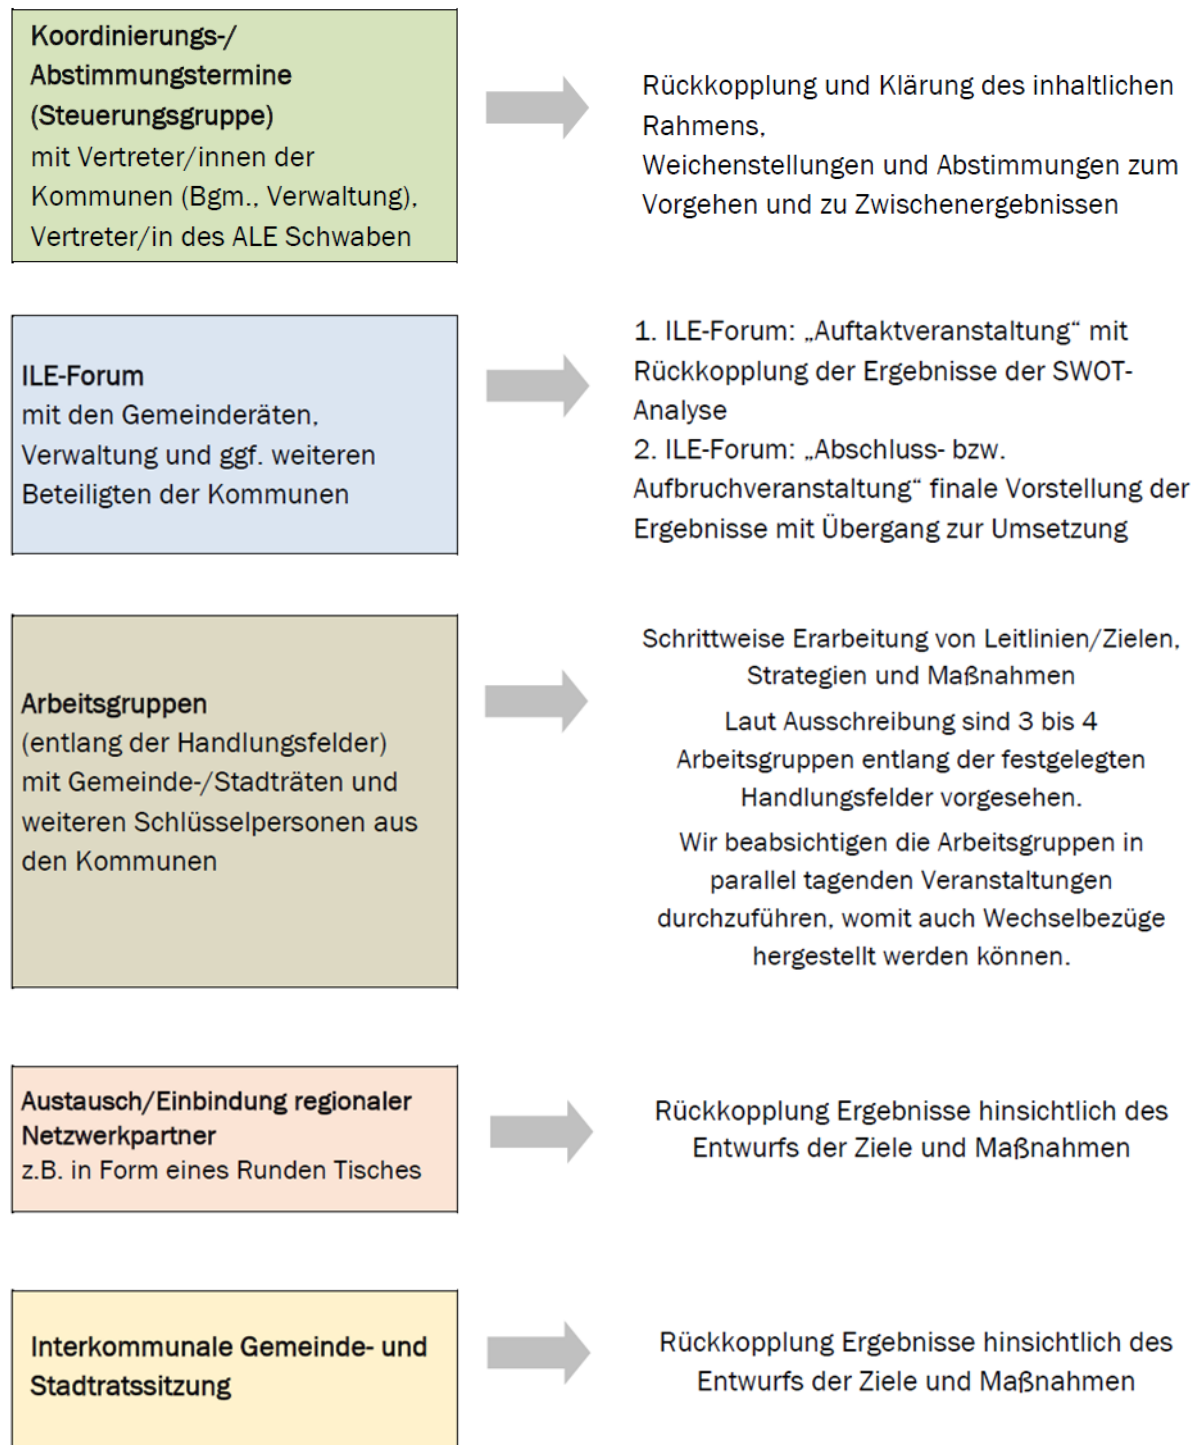 Koordinierungs-/
Abstimmungstermine
(Steuerungsgruppe)
mit Vertreter/innen der
Kommunen (Bgm., Verwaltung),
Vertreter/in des ALE Schwaben
Rückkopplung und Klärung des inhaltlichen
Rahmens,
Weichenstellungen und Abstimmungen zum
Vorgehen und zu Zwischenergebnissen
ILE-Forum
mit den Gemeinderäten,
Verwaltung und ggf. weiteren
Beteiligten der Kommunen
1. ILE-Forum: „Auftaktveranstaltung“ mit
Rückkopplung der Ergebnisse der SWOT-
Analyse
2. ILE-Forum: „Abschluss- bzw.
Aufbruchveranstaltung“ finale Vorstellung der
Ergebnisse mit Übergang zur Umsetzung
Arbeitsgruppen
(entlang der Handlungsfelder)
mit Gemeinde-/Stadträten und
weiteren Schlüsselpersonen aus
den Kommunen
Schrittweise Erarbeitung von Leitlinien/Zielen,
Strategien und Maßnahmen
Laut Ausschreibung sind 3 bis 4
Arbeitsgruppen entlang der festgelegten
Handlungsfelder vorgesehen.
Wir beabsichtigen die Arbeitsgruppen in
parallel tagenden Veranstaltungen
durchzuführen, womit auch Wechselbezüge
hergestellt werden können.
Austausch/Einbindung regionaler
Netzwerkpartner
z.B. in Form eines Runden Tisches
Rückkopplung Ergebnisse hinsichtlich des
Entwurfs der Ziele und Maßnahmen
Interkommunale Gemeinde- und
Stadtratssitzung
Rückkopplung Ergebnisse hinsichtlich des
Entwurfs der Ziele und Maßnahmen